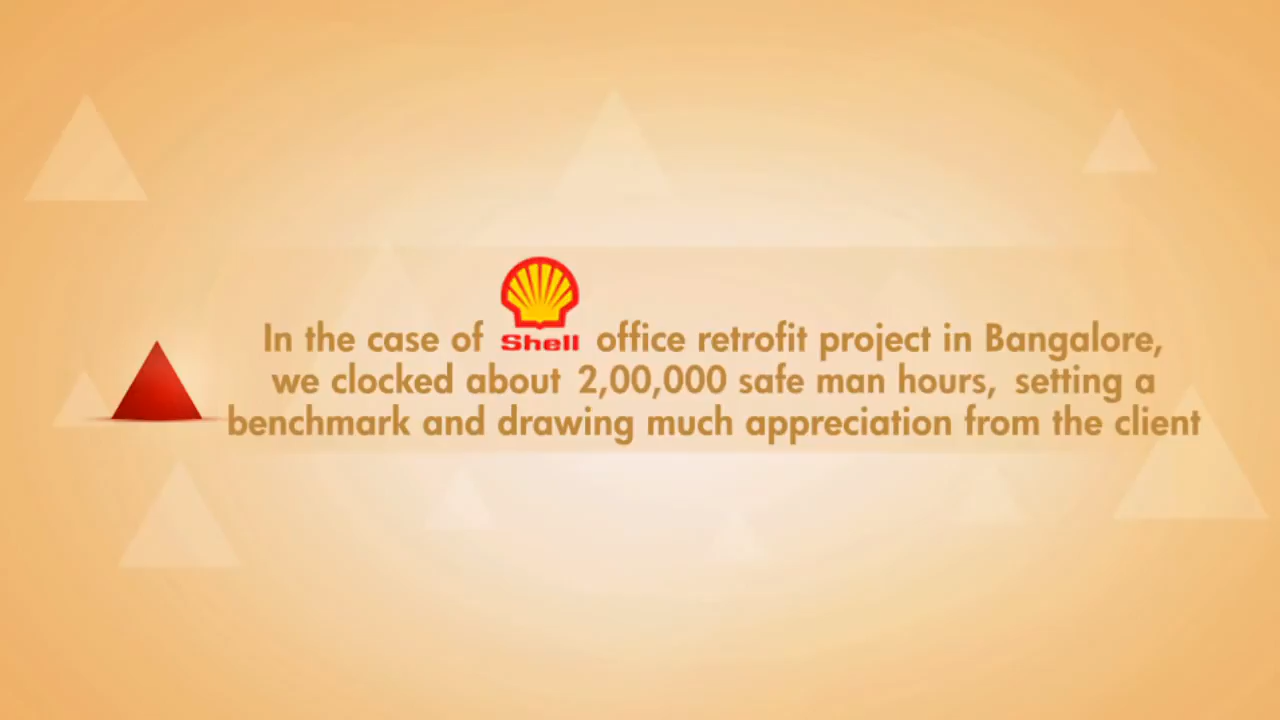 In the case of Shell office retrofit project in Bangalore,
we clocked about 2,00,000 safe man hours, setting a
benchmark and drawing much appreciation from the client